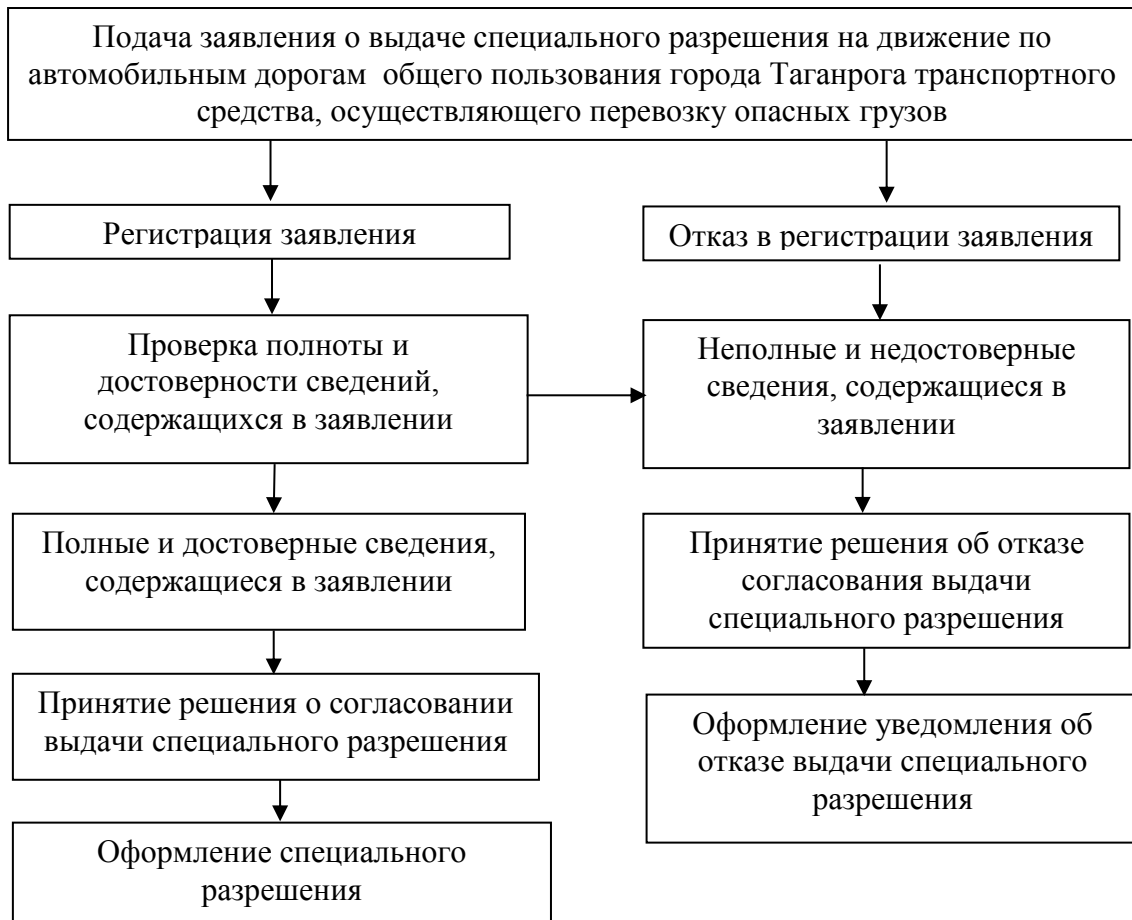 Подача заявления о выдаче специального разрешения на движение по
автомобильным дорогам общего пользования города Таганрога транспортного
средства, осуществляющего перевозку опасных грузов
Регистрация заявления
Отказ в регистрации заявления
Проверка полноты и
достоверности сведений,
содержащихся в заявлении
Неполные и недостоверные
сведения, содержащиеся в
заявлении
Полные и достоверные сведения,
содержащиеся в заявлении
Принятие решения об отказе
согласования выдачи
специального разрешения
Принятие решения о согласовании
выдачи специального разрешения
Оформление уведомления об
отказе выдачи специального
разрешения
Оформление специального
разрешения